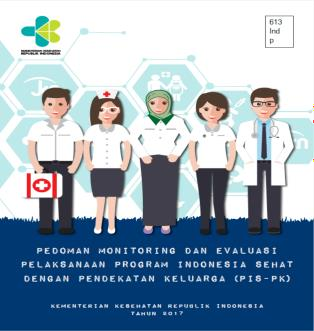 KEMENTERIAN KESEHATAN
REPUBLIK INDONESIA
613
Ind
p
PEDOMAN MONITORING DAN EVALUASI
PELAKSANAAN PROGRAM INDONESIA SEHAT
DENGAN PENDEKATAN KELUARGA (PIS-PK)
KEMENTERIAN KESEHATAN REPUBLIK INDONESIA
TAHUN 2017